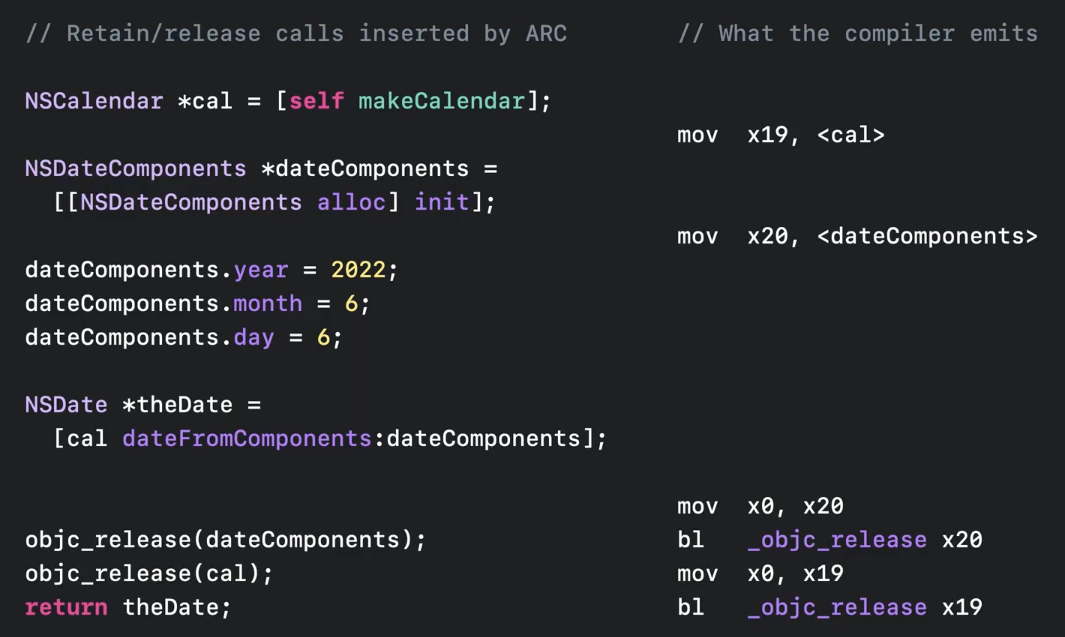 // Retain/release calls inserted by ARC
NSCalendar *cal = [self makeCalendar];
NSDateComponents *dateComponents =
[[NSDateComponents alloc] init];
dateComponents.year = 2022;
dateComponents.month = 6;
dateComponents.day = 6;
NSDate *theDate =
[cal dateFromComponents:dateComponents];
objc_release(dateComponents);
objc_release(cal);
return theDate;
// What the compiler emits
mov x19, <cal>
mov x20, <dateComponents>
mov x0, x20
bl _objc_release x20
mov x0, x19
bl _objc_release x19